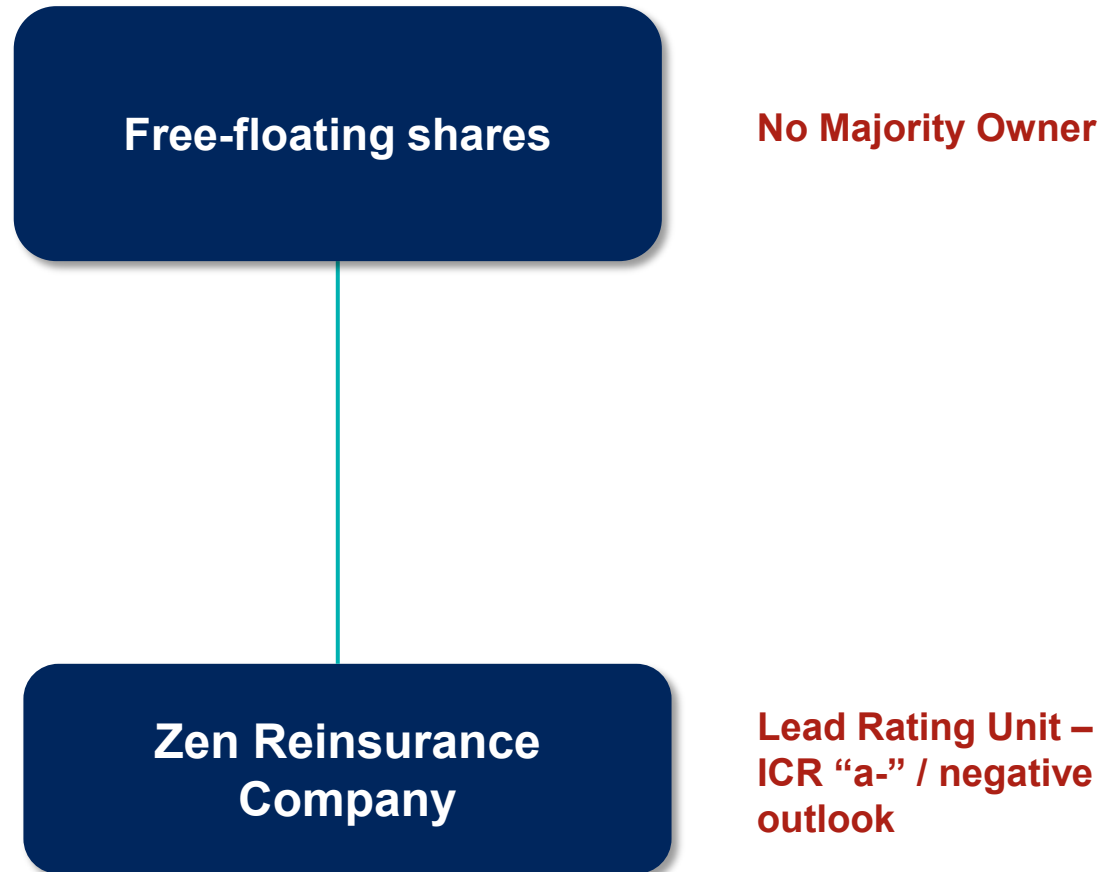 Free-floating shares
No Majority Owner
Zen Reinsurance
Company
Lead Rating Unit –
ICR “a-” / negative
outlook